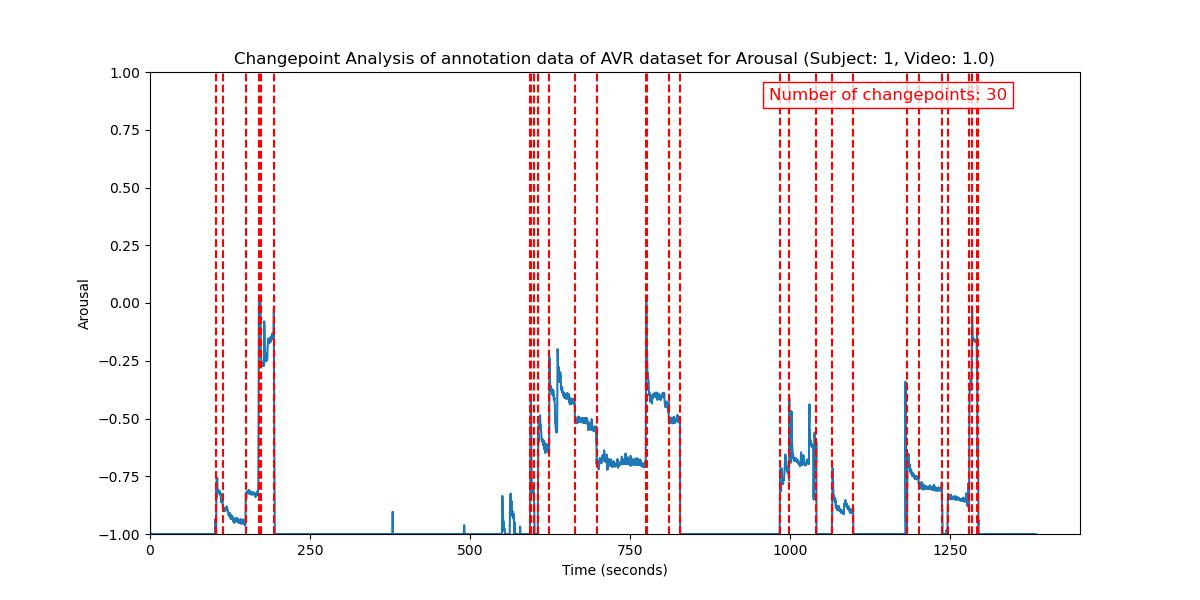 Changepoint Analysis of annotation data of AVR dataset for Arousal (Subject: 1, Video: 1.0)
Number of changepoints: 30
1.00
0.75
0.50
0.25
0.00
−0.25
−0.50
−0.75
−1.00
Arousal
0 250 500 750 1000 1250
Time (seconds)